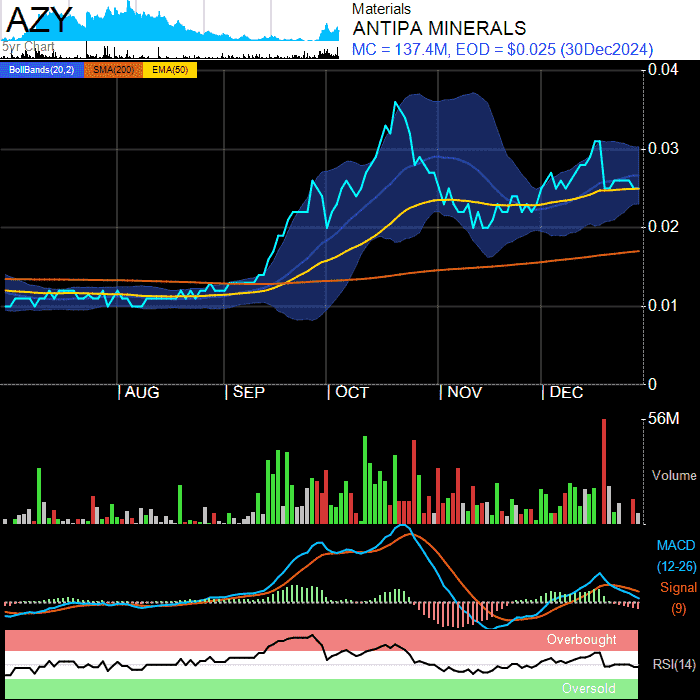 AZY
5yr Chart
Materials
ANTIPA MINERALS
MC = 137.4M, EOD = $0.025 (30Dec2024)
BollBands(20,2) SMA(200) EMA(50)
0.04
0.03
0.02
0.01
0
AUG SEP OCT NOV DEC
56M
Volume
MACD
(12-26)
Signal
(9)
Overbought
RSI(14)
Oversold